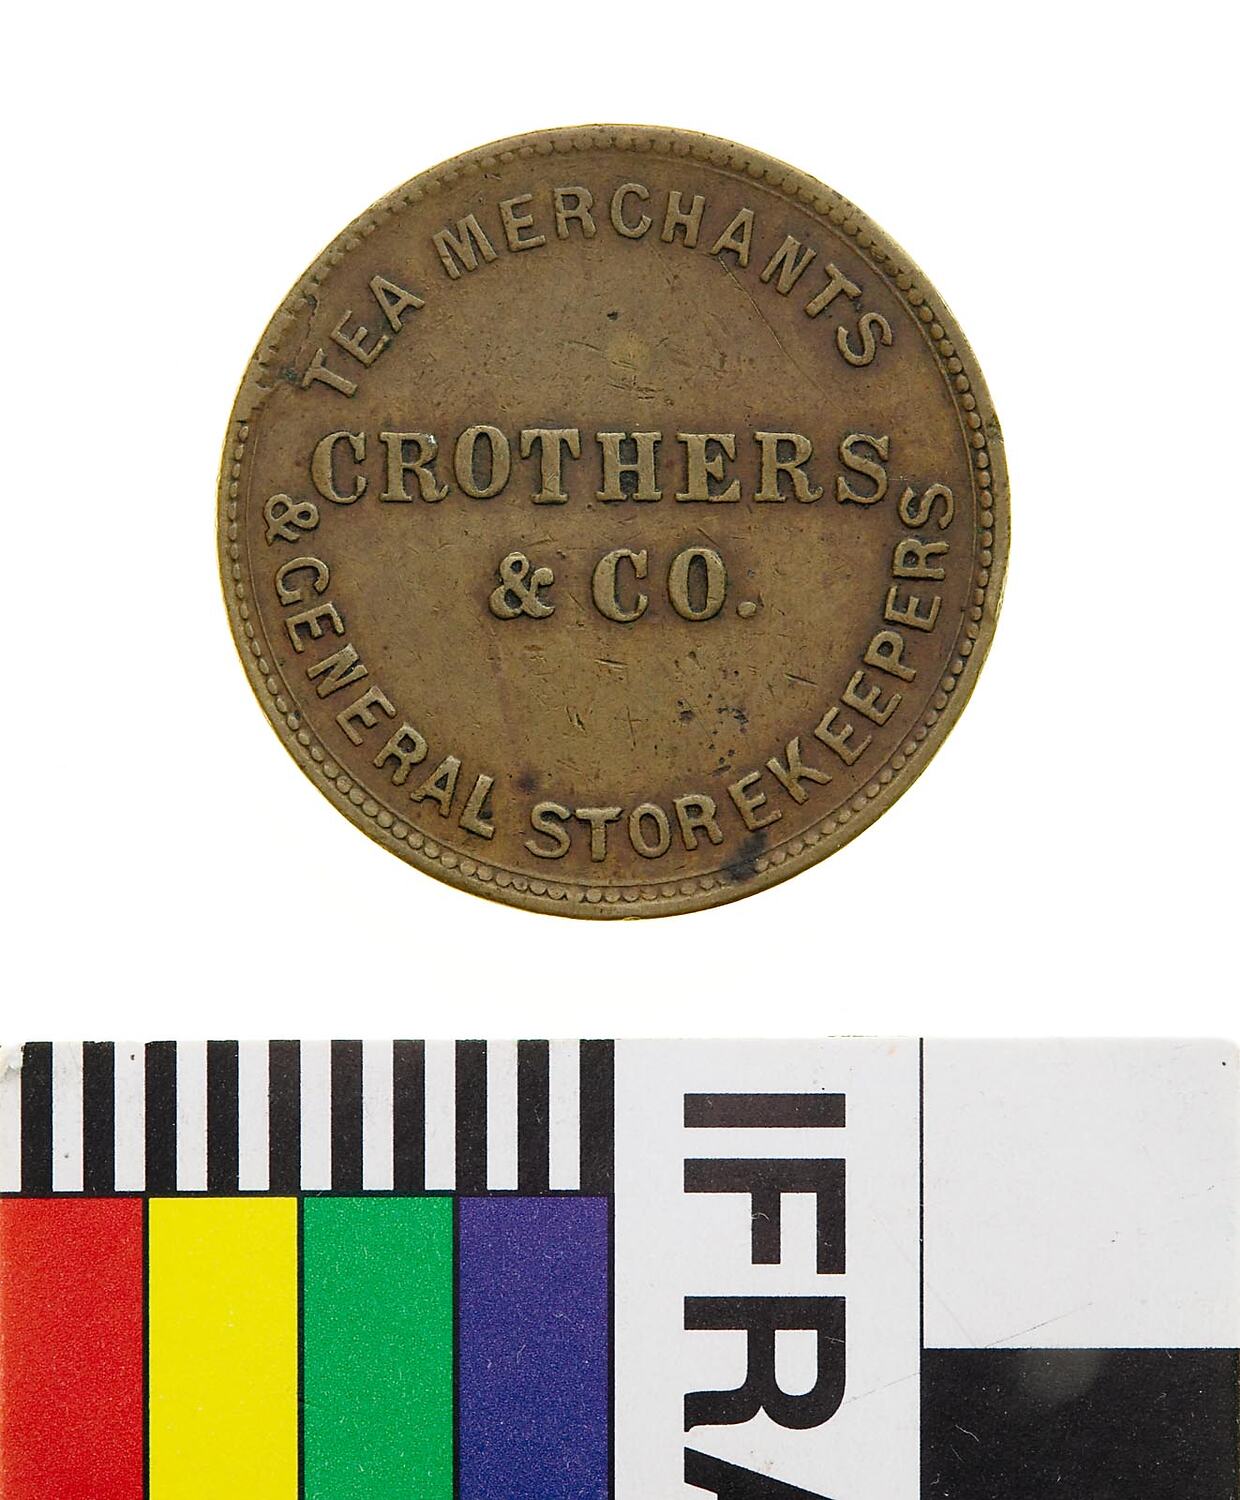 TEA MERCHANTS
CROTHERS
& CO.
& GENERAL STOREKEEPERS
IFRA